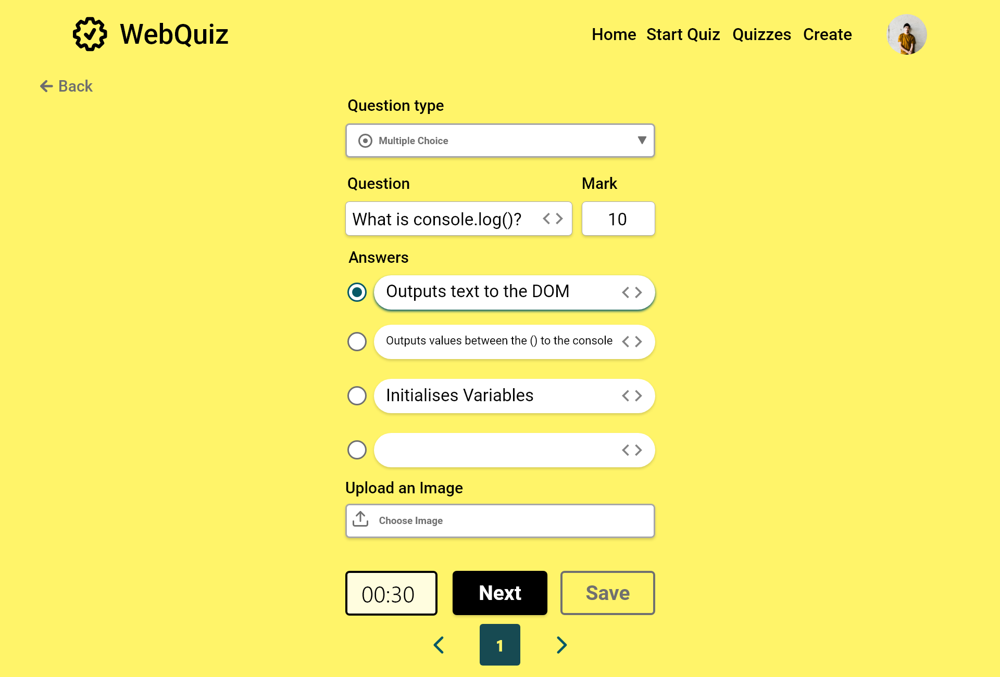 WebQuiz
Home Start Quiz Quizzes Create
Back
Question type
Multiple Choice
Question Mark
What is console.log()? < > 10
Answers
Outputs text to the DOM < >
Outputs values between the () to the console < >
Initialises Variables < >
< >
Upload an Image
Choose Image
00:30 Next Save
1